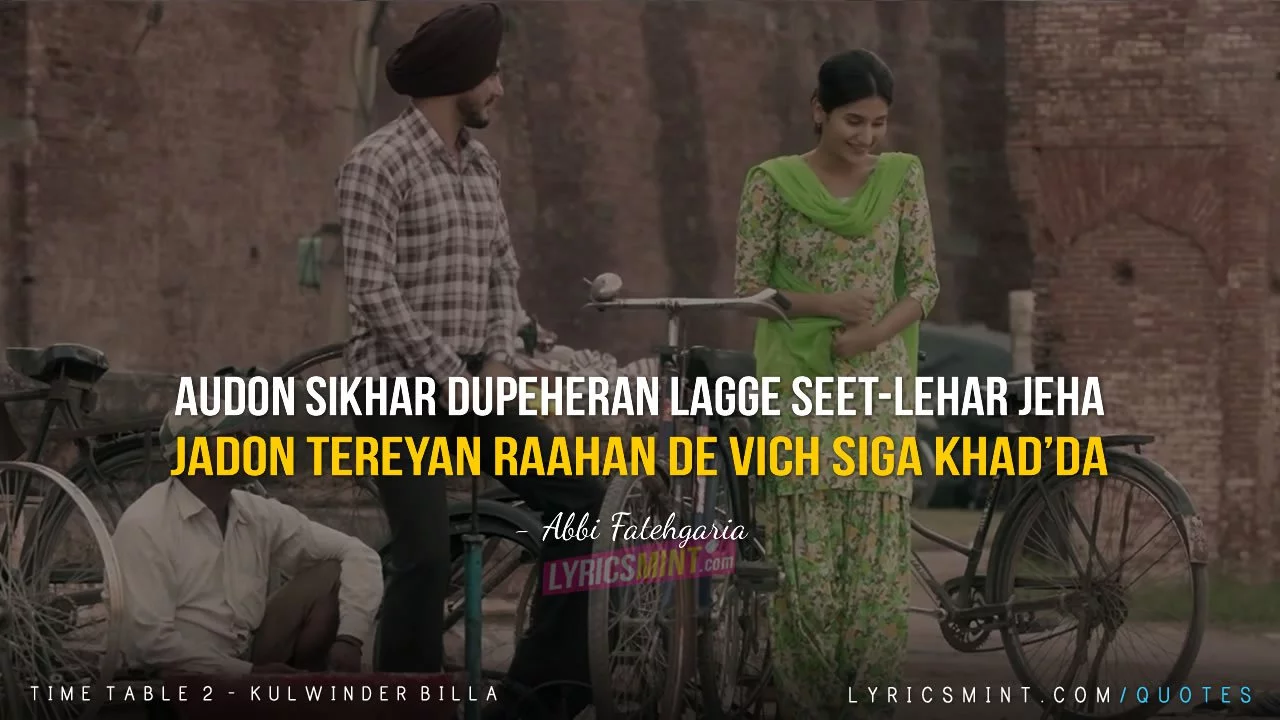 AUDON SIKHAR DUPEHERAN LAGGE SEET-LEHAR JEHA
JADON TEREYAN RAAHAN DE VICH SIGA KHAD'DA
- Abbi Fatehgaria
LYRICSMINT.com
TIME TABLE 2 - KULWINDER BILLA
LYRICSMINT.COM/QUOTES